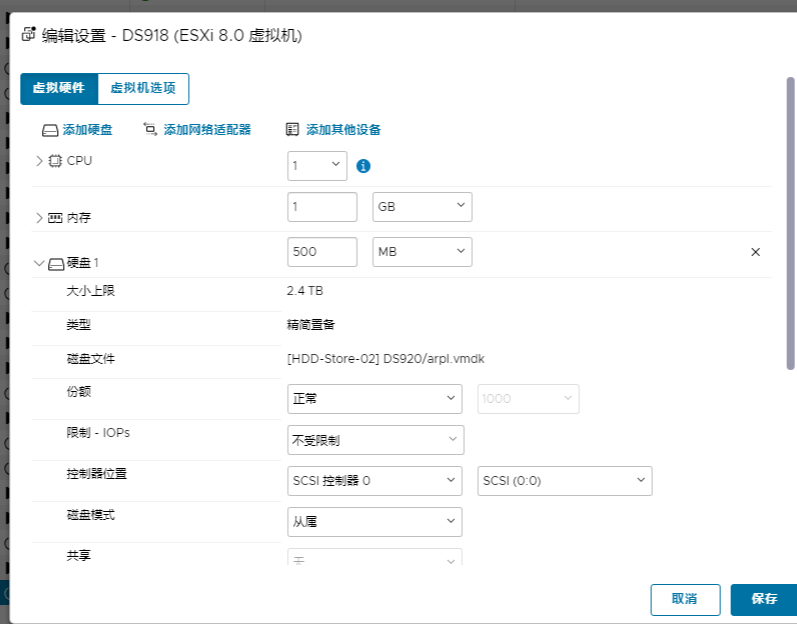 编辑设置 - DS918 (ESXi 8.0 虚拟机)
虚拟硬件 虚拟机选项
添加硬盘 添加网络适配器 添加其他设备
CPU 1
内存 1 GB
硬盘 1 500 MB
大小上限 2.4 TB
类型 精简置备
磁盘文件 [HDD-Store-02] DS920/arpl.vmdk
份额 正常 1000
限制 - IOPs 不受限制
控制器位置 SCSI 控制器 0 SCSI (0:0)
磁盘模式 从属
共享 无
取消 保存